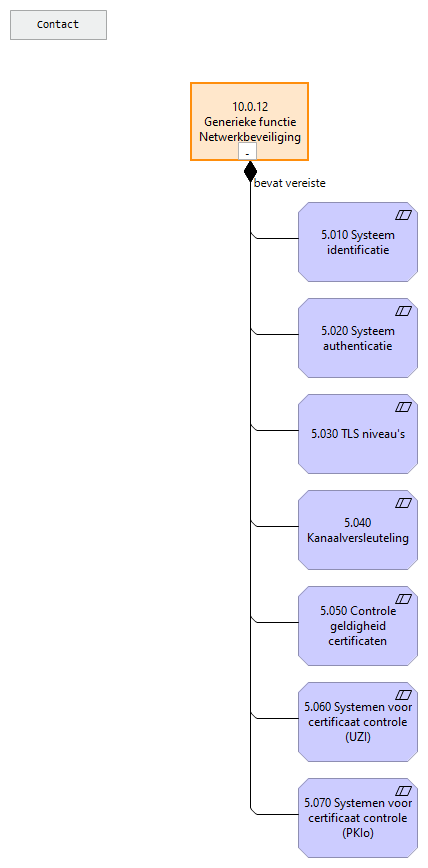 Contact
10.0.12
Generieke functie
Netwerkbeveiliging
-
bevat vereiste
5.010 Systeem
identificatie
5.020 Systeem
authenticatie
5.030 TLS niveau's
5.040
Kanaalversleuteling
5.050 Controle
geldigheid
certificaten
5.060 Systemen voor
certificaat controle
(UZI)
5.070 Systemen voor
certificaat controle
(PKIo)